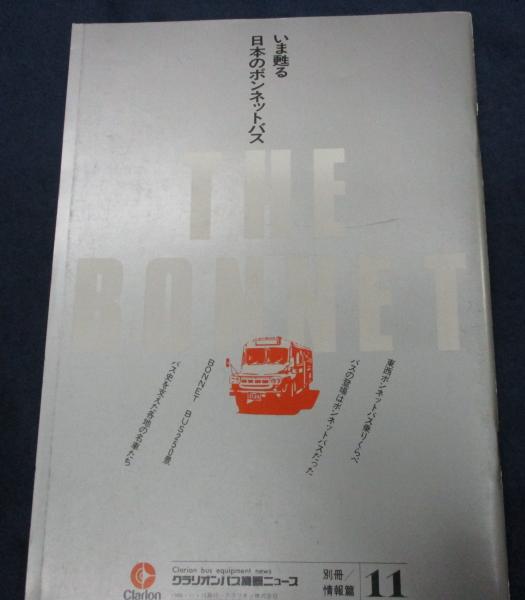 いま甦る
日本のボンネットバス
THE
BONNET
東西ボンネットバス乗りくらべ
バスの登場はボンネットバスだった
BONNET BUS250景
バス史を支えた各地の名車たち
Clarion
Clarion bus equipment news
クラリオンバス機器ニュース
別冊/
情報篇
11